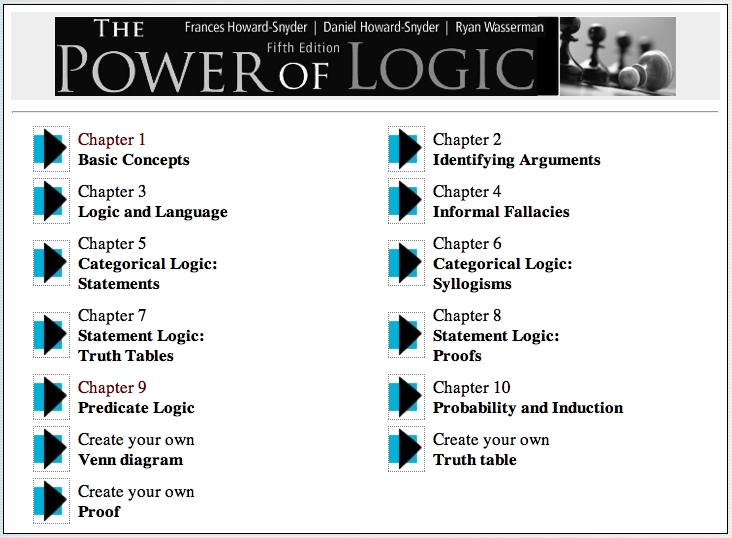 THE
Frances Howard-Snyder | Daniel Howard-Snyder | Ryan Wasserman
Fifth Edition
POWER OF LOGIC
Chapter 1
Basic Concepts
Chapter 2
Identifying Arguments
Chapter 3
Logic and Language
Chapter 4
Informal Fallacies
Chapter 5
Categorical Logic:
Statements
Chapter 6
Categorical Logic:
Syllogisms
Chapter 7
Statement Logic:
Truth Tables
Chapter 8
Statement Logic:
Proofs
Chapter 9
Predicate Logic
Chapter 10
Probability and Induction
Create your own
Venn diagram
Create your own
Truth table
Create your own
Proof